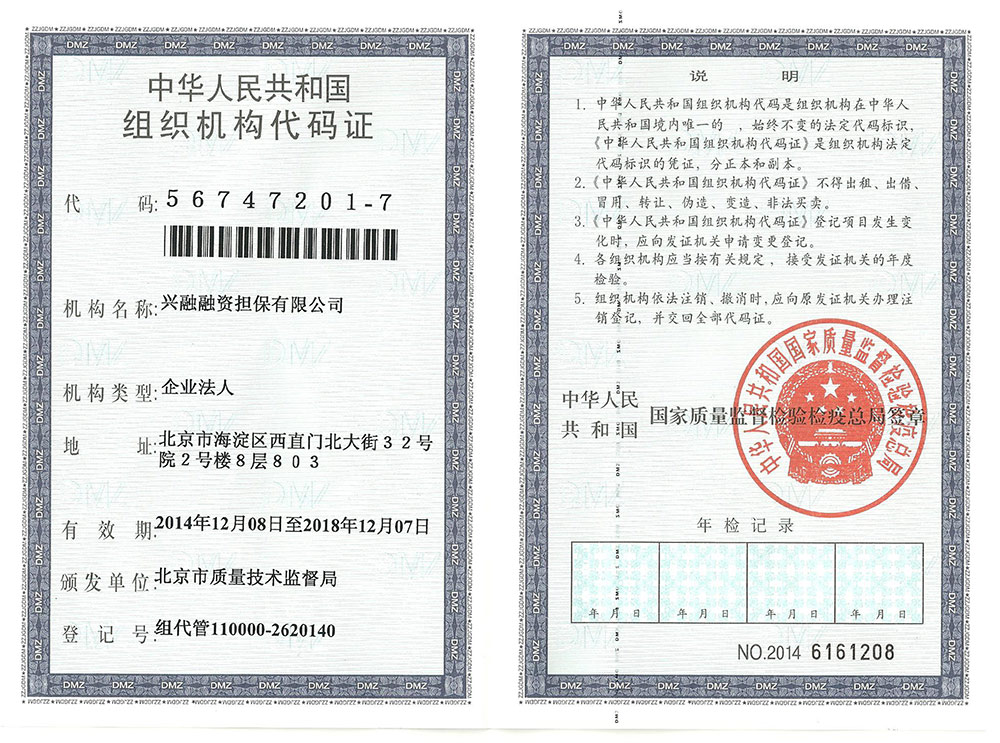 中华人民共和国
组织机构代码证
代 码: 56747201-7
机构名称: 兴融融资担保有限公司
机构类型: 企业法人
地 址: 北京市海淀区西直门北大街32号
院2号楼8层803
有 效 期: 2014年12月08日至2018年12月07日
颁发单位: 北京市质量技术监督局
登 记 号: 组代管110000-2620140
说 明
1. 中华人民共和国组织机构代码是组织机构在中华人
民共和国境内唯一的 、始终不变的法定代码标识，
《中华人民共和国组织机构代码证》是组织机构法定
代码标识的凭证，分正本和副本。
2.《中华人民共和国组织机构代码证》不得出租、出借、
冒用、转让、伪造、变造、非法买卖。
3.《中华人民共和国组织机构代码证》登记项目发生变
化时，应向发证机关申请变更登记。
4. 各组织机构应当按有关规定，接受发证机关的年度
检验。
5. 组织机构依法注销、撤消时，应向原发证机关办理注
销登记，并交回全部代码证。
中华人民
共和国 国家质量监督检验检疫总局签章
中华人民共和国国家质量监督检验检疫总局
年检记录
年 月 日 年 月 日 年 月 日 年 月 日
NO.2014 6161208